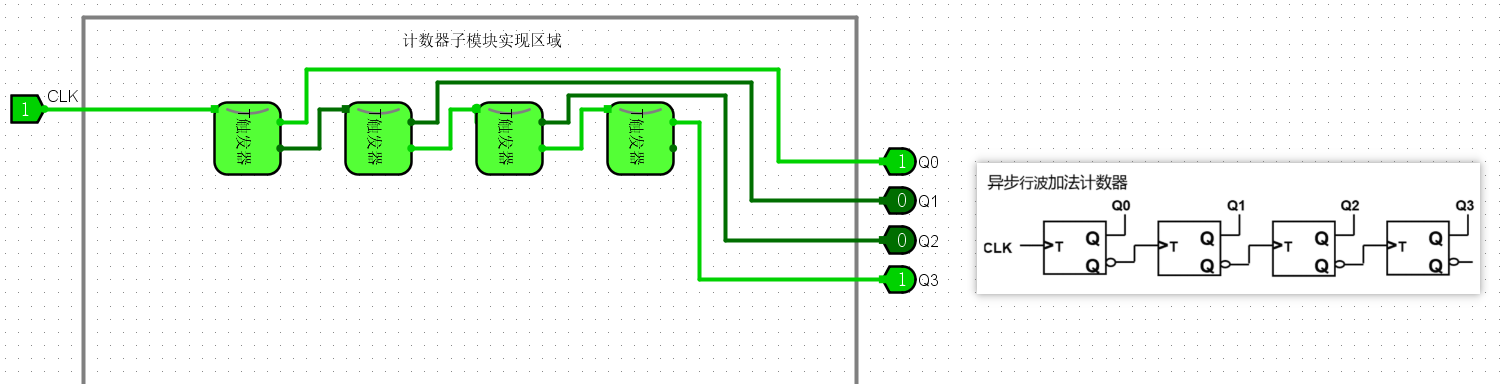 计数器子模块实现区域
CLK
1
T触发器
T触发器
T触发器
T触发器
1 Q0
0 Q1
0 Q2
1 Q3
异步行波加法计数器
Q0 Q1 Q2 Q3
CLK >T Q >T Q >T Q >T Q
Q Q Q Q